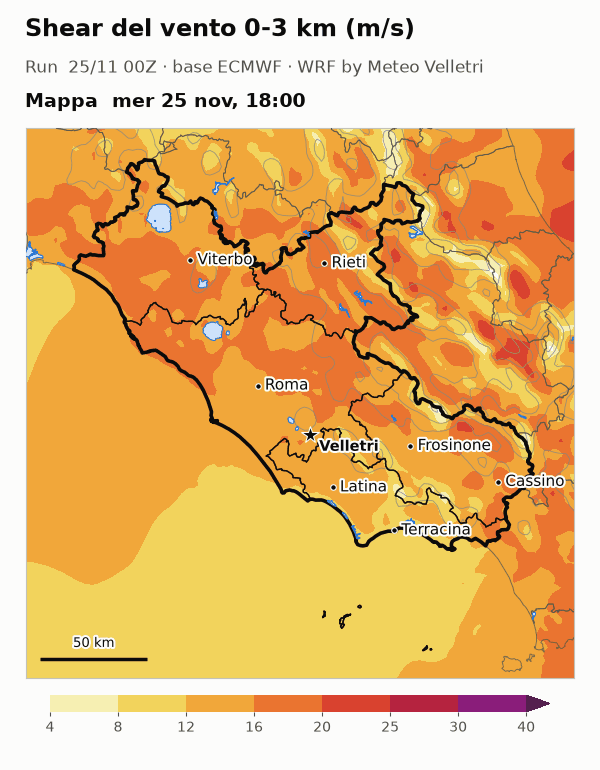 Shear del vento 0-3 km (m/s)
Run  25/11 00Z · base ECMWF · WRF by Meteo Velletri
Mappa  mer 25 nov, 18:00
Viterbo
Rieti
Roma
Velletri
Frosinone
Latina
Cassino
Terracina
50 km
4 8 12 16 20 25 30 40